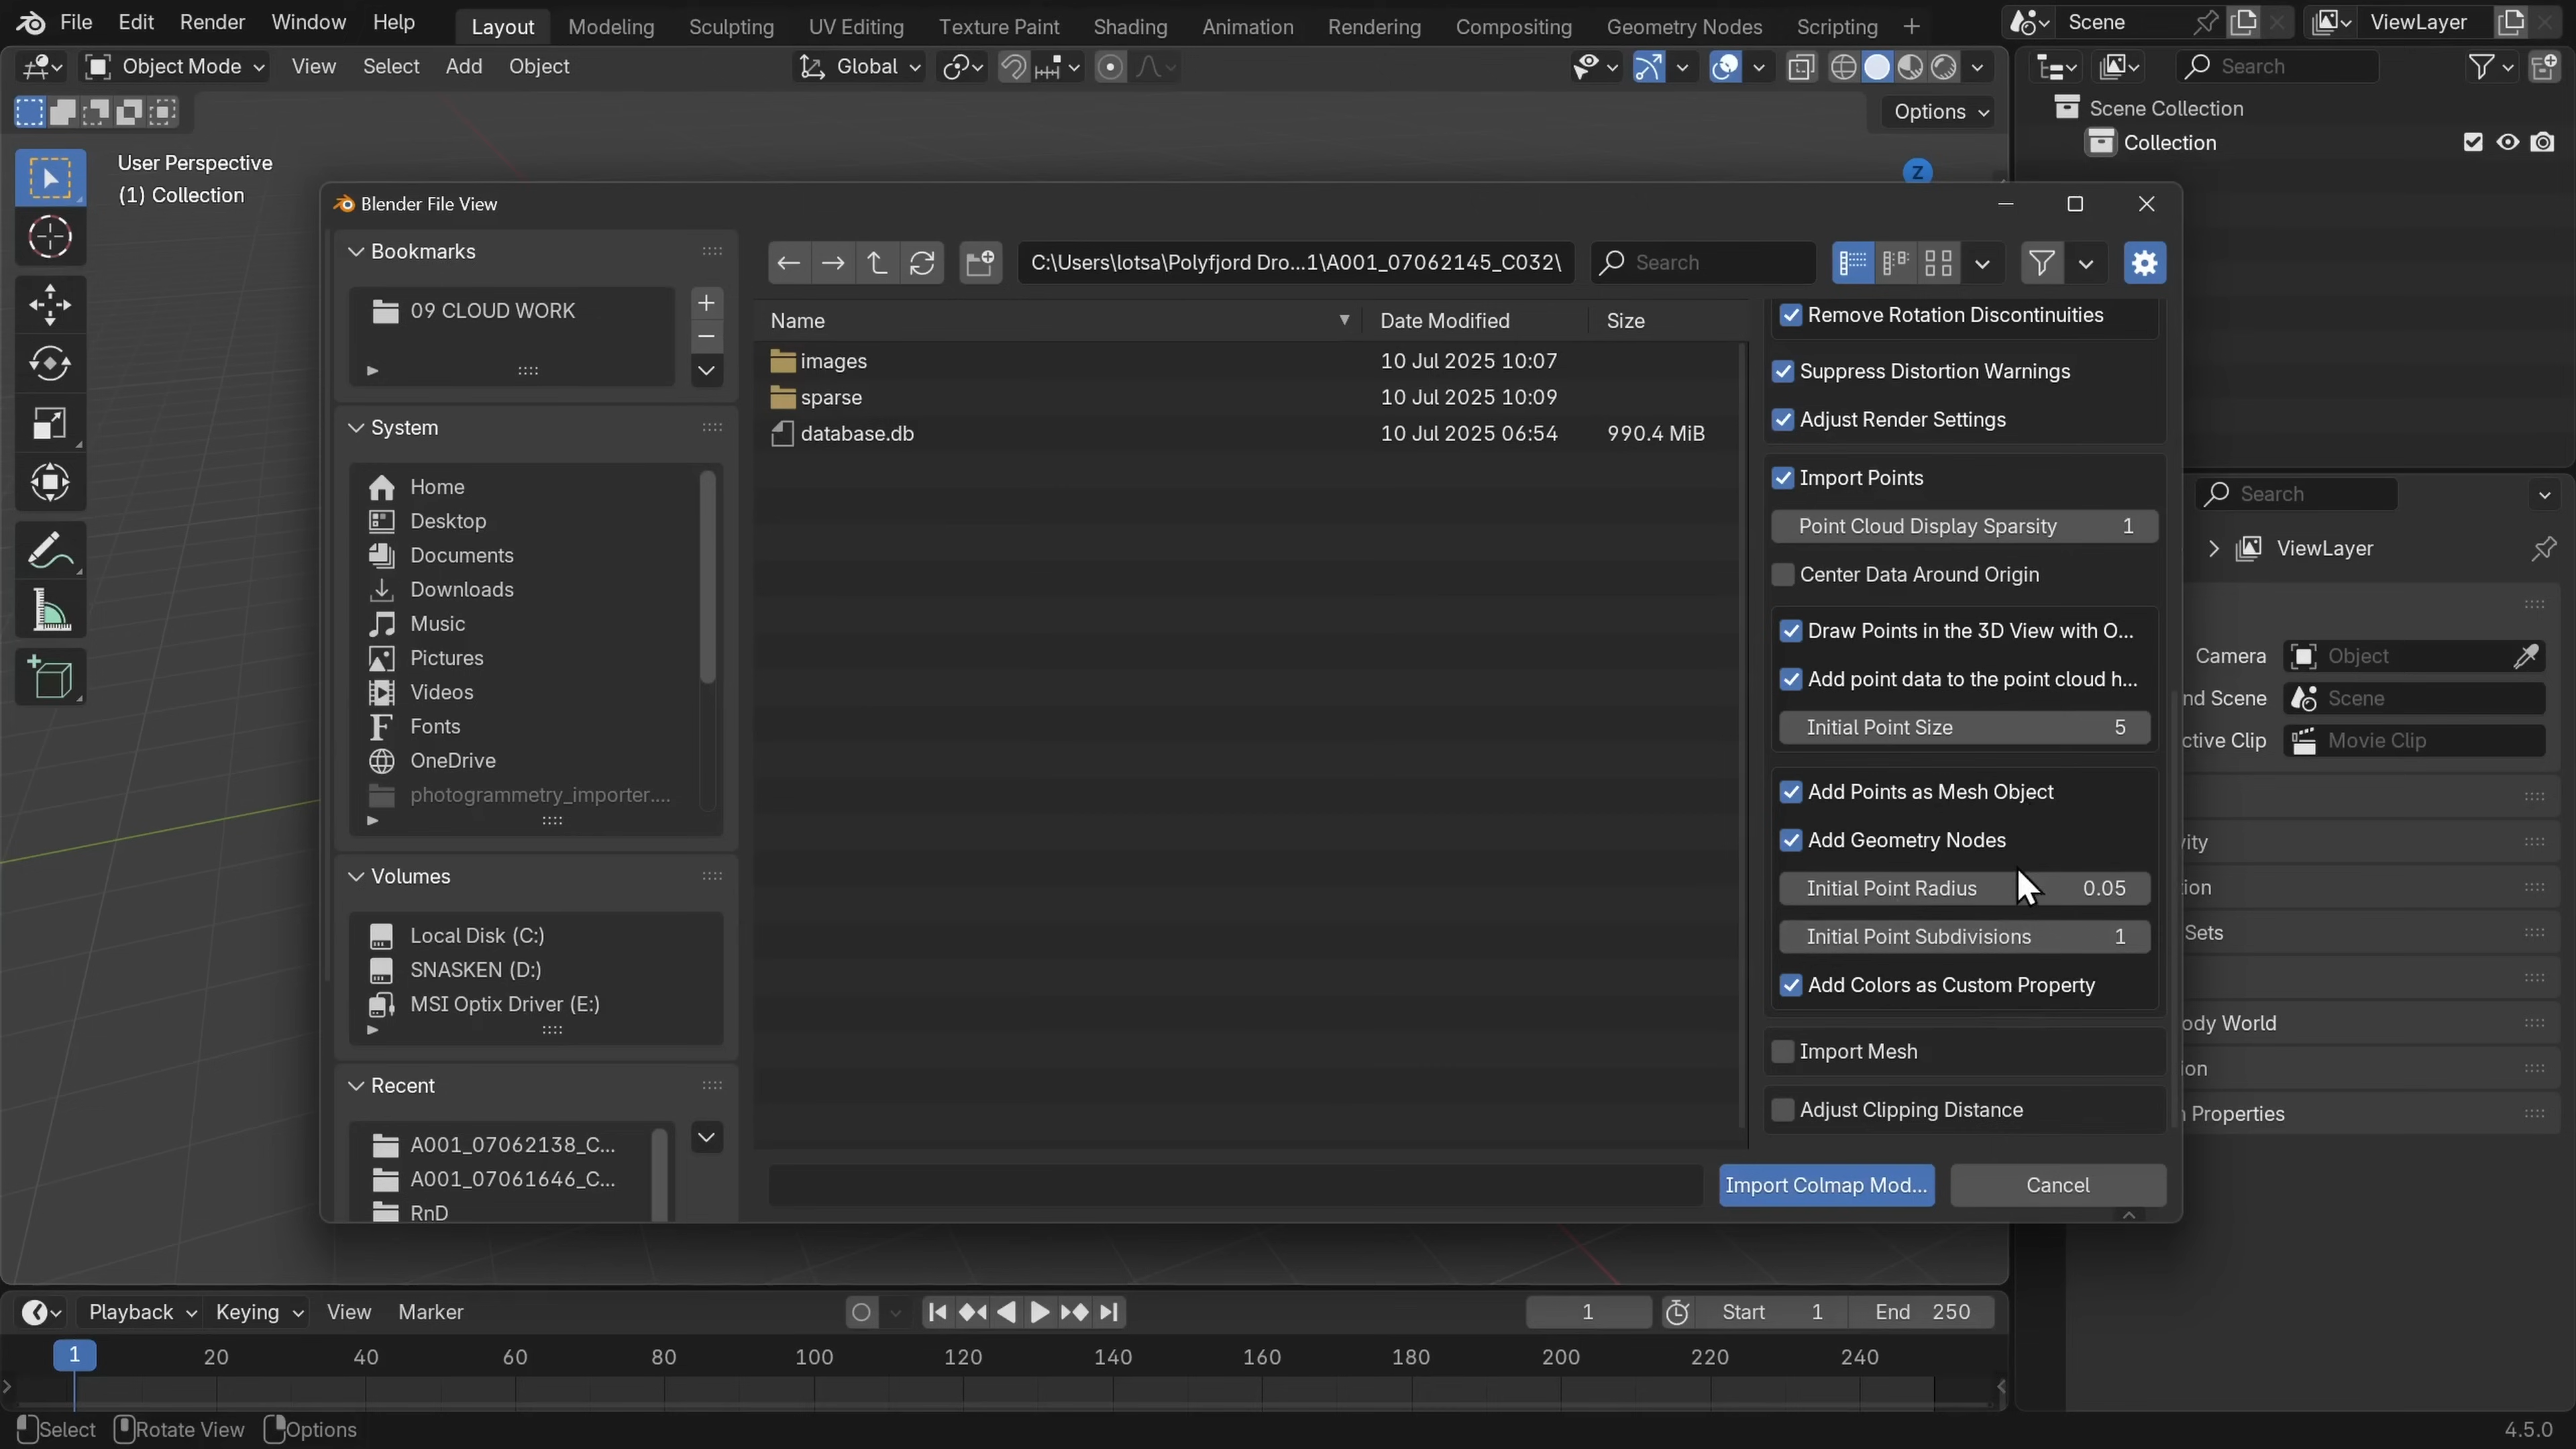 File Edit Render Window Help Layout Modeling Sculpting UV Editing Texture Paint Shading Animation Rendering Compositing Geometry Nodes Scripting + Scene ViewLayer
Object Mode View Select Add Object Global Search
Options
Scene Collection
Collection
User Perspective
(1) Collection
Z
Blender File View
Bookmarks
09 CLOUD WORK
System
Home
Desktop
Documents
Downloads
Music
Pictures
Videos
Fonts
OneDrive
photogrammetry_importer....
Volumes
Local Disk (C:)
SNASKEN (D:)
MSI Optix Driver (E:)
Recent
A001_07062138_C...
A001_07061646_C...
RnD
C:\Users\lotsa\Polyfjord Dro...1\A001_07062145_C032\ Search
Name Date Modified Size
images 10 Jul 2025 10:07
sparse 10 Jul 2025 10:09
database.db 10 Jul 2025 06:54 990.4 MiB
Remove Rotation Discontinuities
Suppress Distortion Warnings
Adjust Render Settings
Import Points
Point Cloud Display Sparsity 1
Center Data Around Origin
Draw Points in the 3D View with O...
Add point data to the point cloud h...
Initial Point Size 5
Add Points as Mesh Object
Add Geometry Nodes
Initial Point Radius 0.05
Initial Point Subdivisions 1
Add Colors as Custom Property
Import Mesh
Adjust Clipping Distance
Import Colmap Mod... Cancel
Search
ViewLayer
Camera Object
nd Scene Scene
ctive Clip Movie Clip
ity
ion
Sets
ody World
ion
Properties
Playback Keying View Marker 1 Start 1 End 250
1 20 40 60 80 100 120 140 160 180 200 220 240
Select Rotate View Options 4.5.0